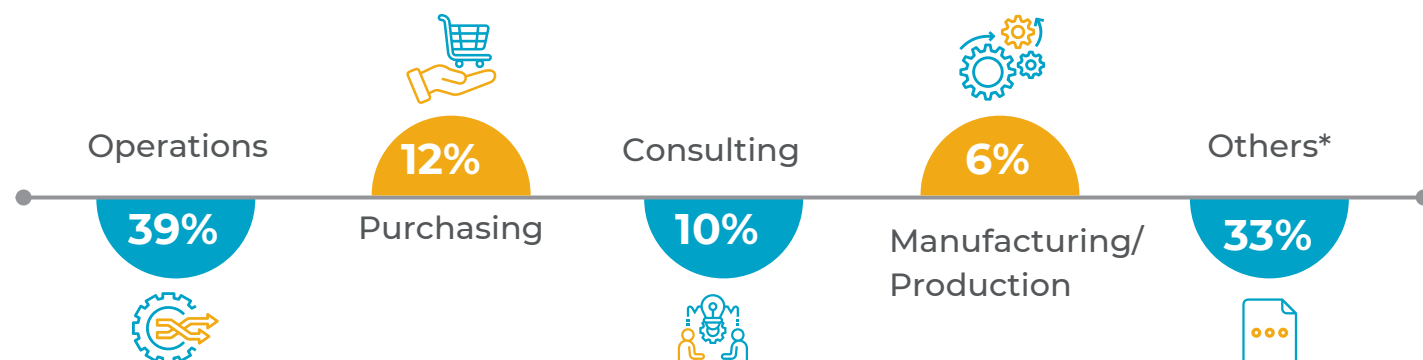 Operations
39%
12%
Purchasing
Consulting
10%
6%
Manufacturing/
Production
Others*
33%